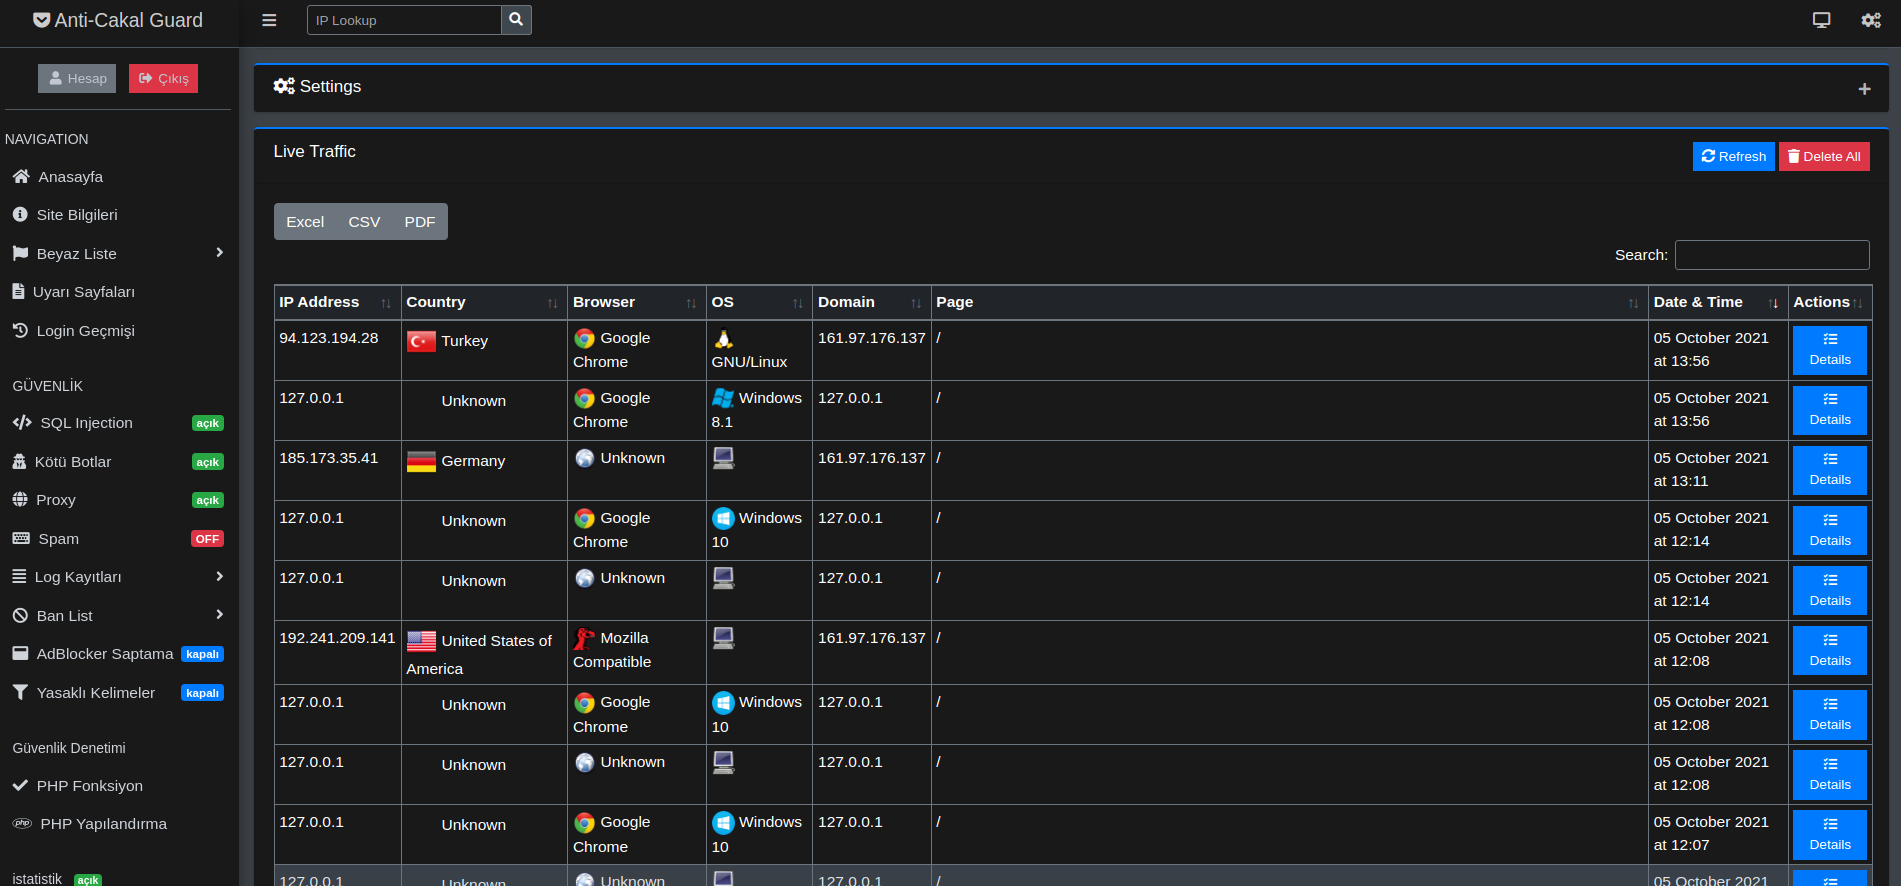 Anti-Cakal Guard
IP Lookup
Hesap
Çıkış
NAVIGATION
Anasayfa
Site Bilgileri
Beyaz Liste
Uyarı Sayfaları
Login Geçmişi
GÜVENLİK
SQL Injection açık
Kötü Botlar açık
Proxy açık
Spam OFF
Log Kayıtları
Ban List
AdBlocker Saptama kapalı
Yasaklı Kelimeler kapalı
Güvenlik Denetimi
PHP Fonksiyon
php PHP Yapılandırma
istatistik açık
Settings
Live Traffic
Refresh
Delete All
Excel CSV PDF
Search:
IP Address Country Browser OS Domain Page Date & Time Actions
94.123.194.28 Turkey Google Chrome GNU/Linux 161.97.176.137 / 05 October 2021 at 13:56 Details
127.0.0.1 Unknown Google Chrome Windows 8.1 127.0.0.1 / 05 October 2021 at 13:56 Details
185.173.35.41 Germany Unknown 161.97.176.137 / 05 October 2021 at 13:11 Details
127.0.0.1 Unknown Google Chrome Windows 10 127.0.0.1 / 05 October 2021 at 12:14 Details
127.0.0.1 Unknown Unknown 127.0.0.1 / 05 October 2021 at 12:14 Details
192.241.209.141 United States of America Mozilla Compatible 161.97.176.137 / 05 October 2021 at 12:08 Details
127.0.0.1 Unknown Google Chrome Windows 10 127.0.0.1 / 05 October 2021 at 12:08 Details
127.0.0.1 Unknown Unknown 127.0.0.1 / 05 October 2021 at 12:08 Details
127.0.0.1 Unknown Google Chrome Windows 10 127.0.0.1 / 05 October 2021 at 12:07 Details
127.0.0.1 Unknown Unknown 127.0.0.1 / 05 October 2021